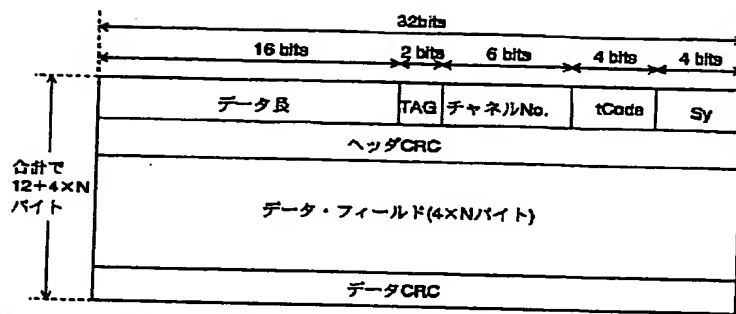 32bits
16 bits
2 bits
6 bits
4 bits
4 bits
データ長
TAG
チャネルNo.
tCode
Sy
ヘッダCRC
合計で
12+4×N
バイト
データ・フィールド(4×Nバイト)
データCRC